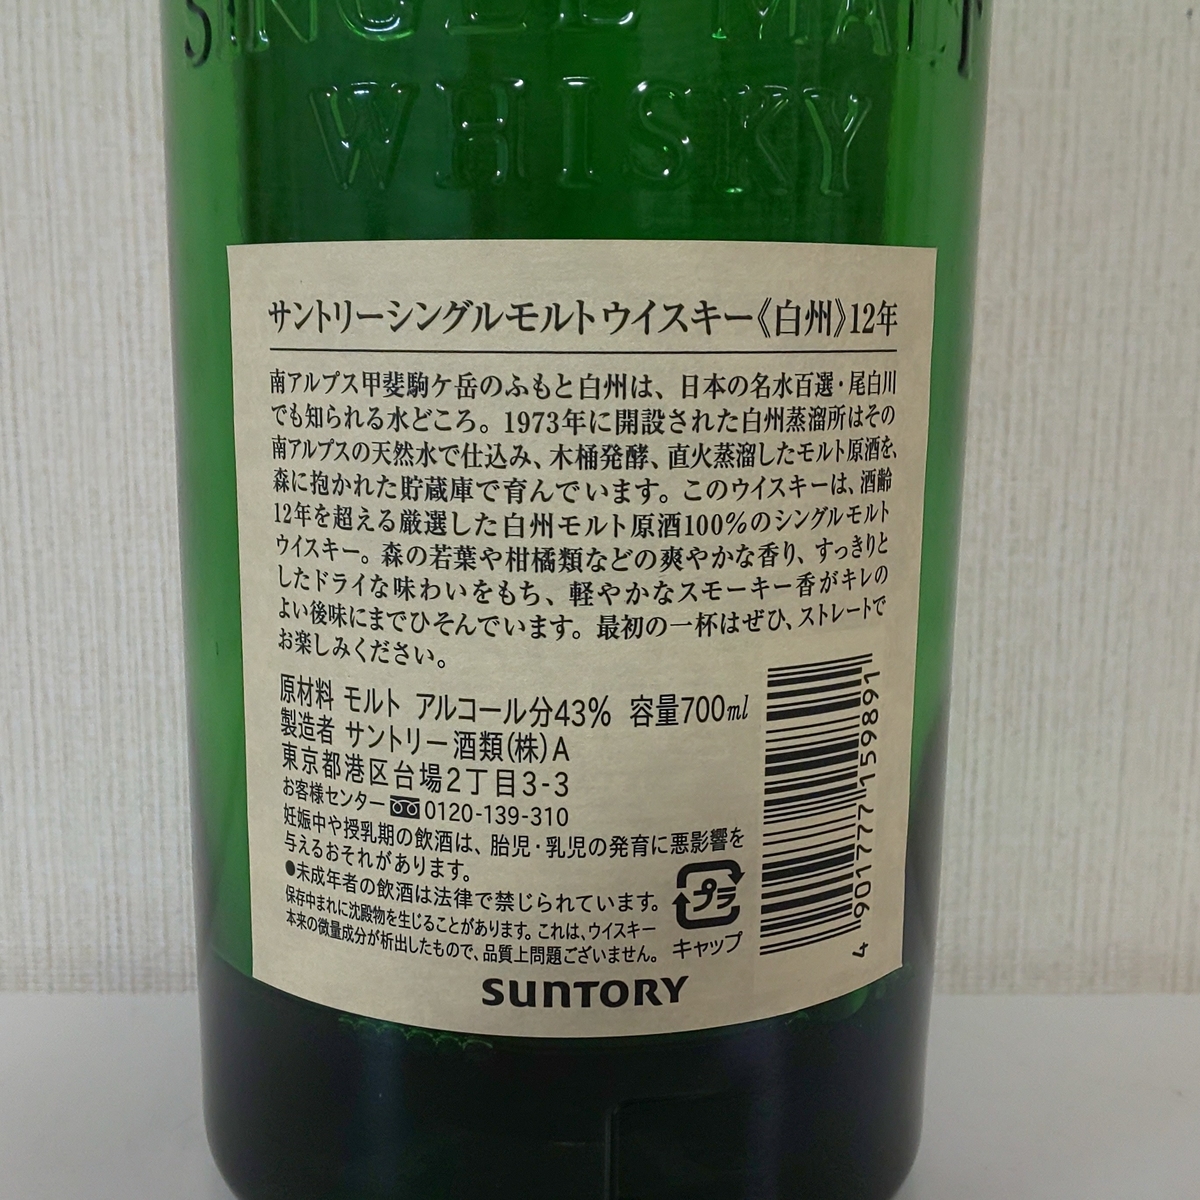 SINGLE MALT
WHISKY
サントリーシングルモルトウイスキー《白州》12年
南アルプス甲斐駒ケ岳のふもと白州は、日本の名水百選・尾白川
でも知られる水どころ。1973年に開設された白州蒸溜所はその
南アルプスの天然水で仕込み、木桶発酵、直火蒸溜したモルト原酒を、
森に抱かれた貯蔵庫で育んでいます。このウイスキーは、酒齢
12年を超える厳選した白州モルト原酒100%のシングルモルト
ウイスキー。森の若葉や柑橘類などの爽やかな香り、すっきりと
したドライな味わいをもち、軽やかなスモーキー香がキレの
よい後味にまでひそんでいます。最初の一杯はぜひ、ストレートで
お楽しみください。
原材料 モルト アルコール分43% 容量700ml
製造者 サントリー酒類(株)A
東京都港区台場2丁目3-3
お客様センター 0120-139-310
妊娠中や授乳期の飲酒は、胎児・乳児の発育に悪影響を
与えるおそれがあります。
●未成年者の飲酒は法律で禁じられています。
保存中まれに沈殿物を生じることがあります。これは、ウイスキー
本来の微量成分が析出したもので、品質上問題ございません。
プラ
キャップ
4 901777 159891
SUNTORY